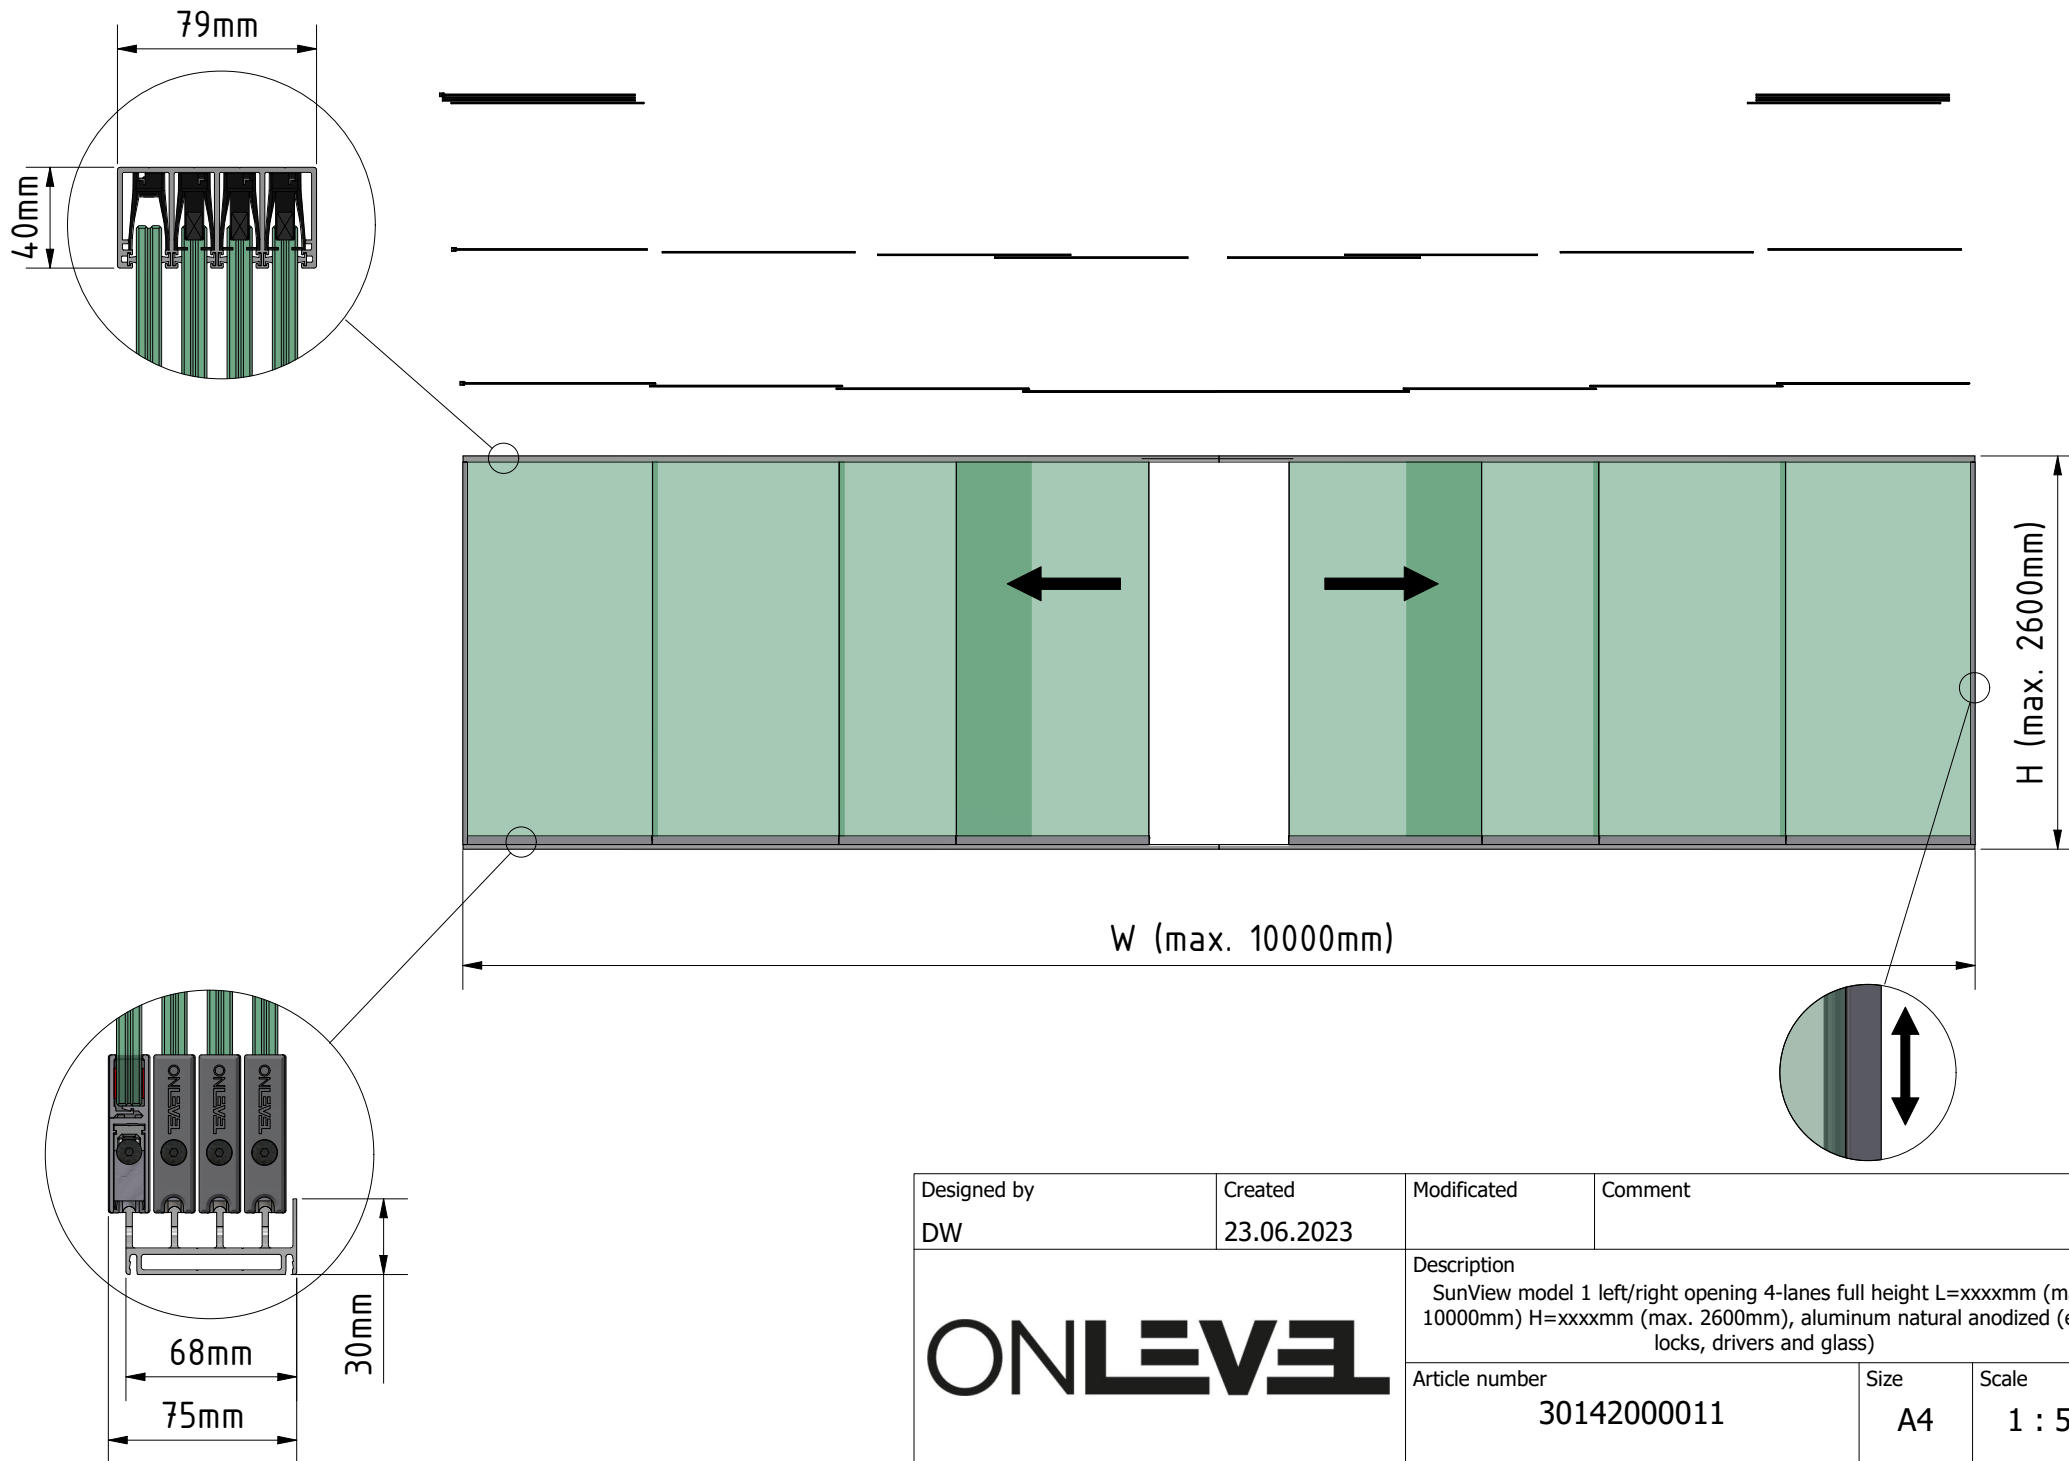 79mm
40mm
H (max. 2600mm)
W (max. 10000mm)
ONLEVEL
ONLEVEL
ONLEVEL
30mm
68mm
75mm
Designed by
DW
Created
23.06.2023
Modificated
Comment
ONLEVEL
Description
SunView model 1 left/right opening 4-lanes full height L=xxxxmm
10000mm) H=xxxxmm (max. 2600mm), aluminum natural anodized
locks, drivers and glass)
Article number
30142000011
Size
A4
Scale
1 : 5